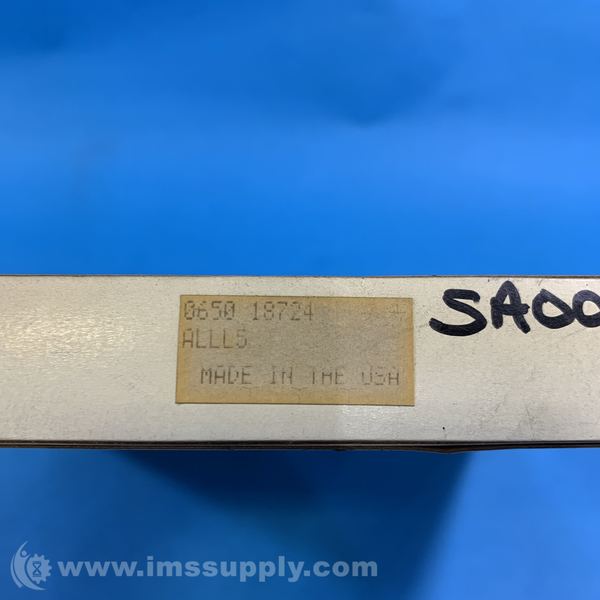 0650 18724
ALLL5
MADE IN THE USA
SA00
www.imssupply.com